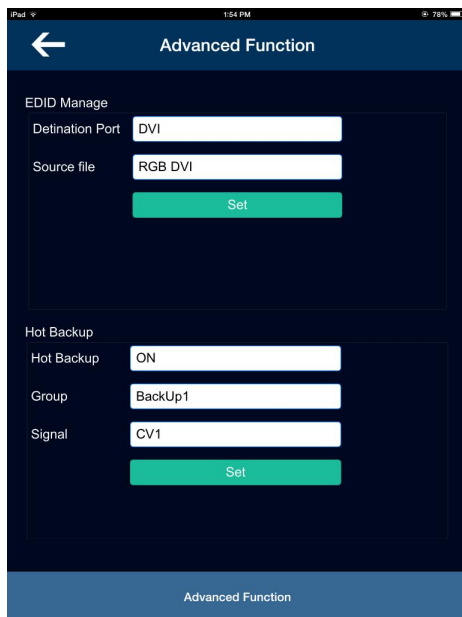 iPad 1:54 PM 78%
Advanced Function
EDID Manage
Detination Port DVI
Source file RGB DVI
Set
Hot Backup
Hot Backup ON
Group BackUp1
Signal CV1
Set
Advanced Function